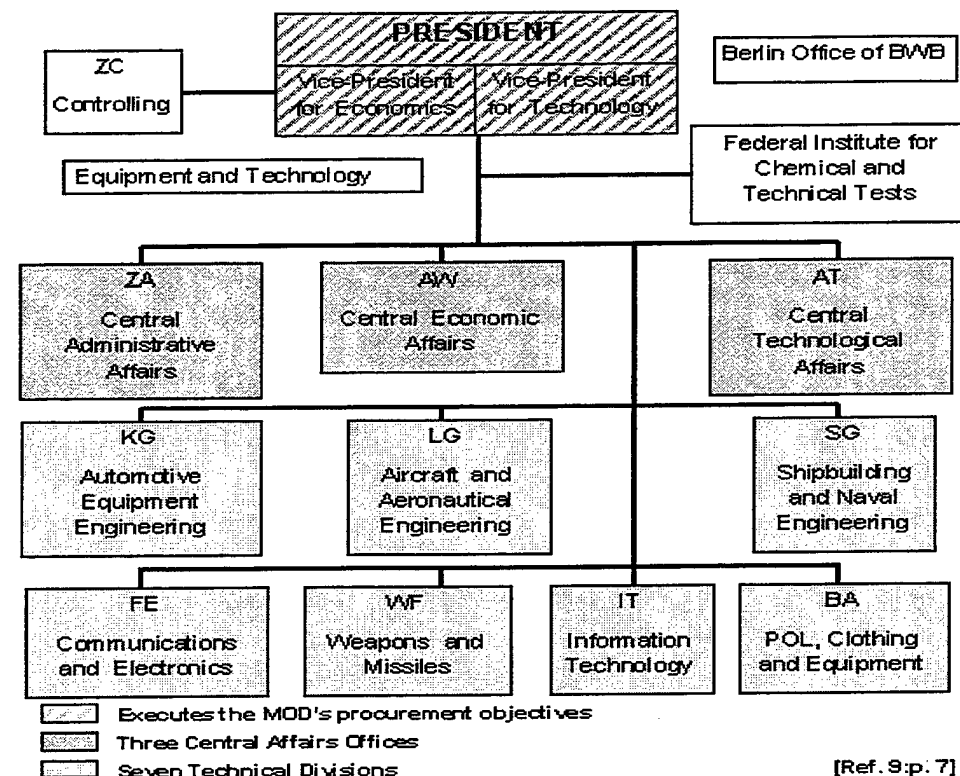 PRESIDENT
Vice-President
for Economics
Vice-President
for Technology
ZC
Controlling
Berlin Office of BWB
Equipment and Technology
Federal Institute for
Chemical and
Technical Tests
ZA
Central
Administrative
Affairs
AW
Central Economic
Affairs
AT
Central
Technological
Affairs
KG
Automotive
Equipment
Engineering
LG
Aircraft and
Aeronautical
Engineering
SG
Shipbuilding
and Naval
Engineering
FE
Communications
and Electronics
WF
Weapons and
Missiles
IT
Information
Technology
BA
POL, Clothing
and Equipment
Executes the MOD's procurement objectives
Three Central Affairs Offices
Seven Technical Divisions
[Ref. 9:p. 7]